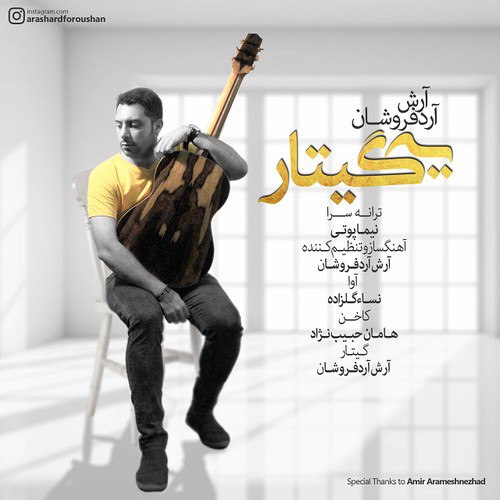 instagram.com
arashardforoushan
آرش
آردفروشان
یه گیتار
ترانه سرا
نیما پوتی
آهنگساز و تنظیم کننده
آرش آردفروشان
آوا
نساء گلزاده
کاخن
هامان حبیب نژاد
گیتار
آرش آردفروشان
Special Thanks to Amir Arameshnezhad